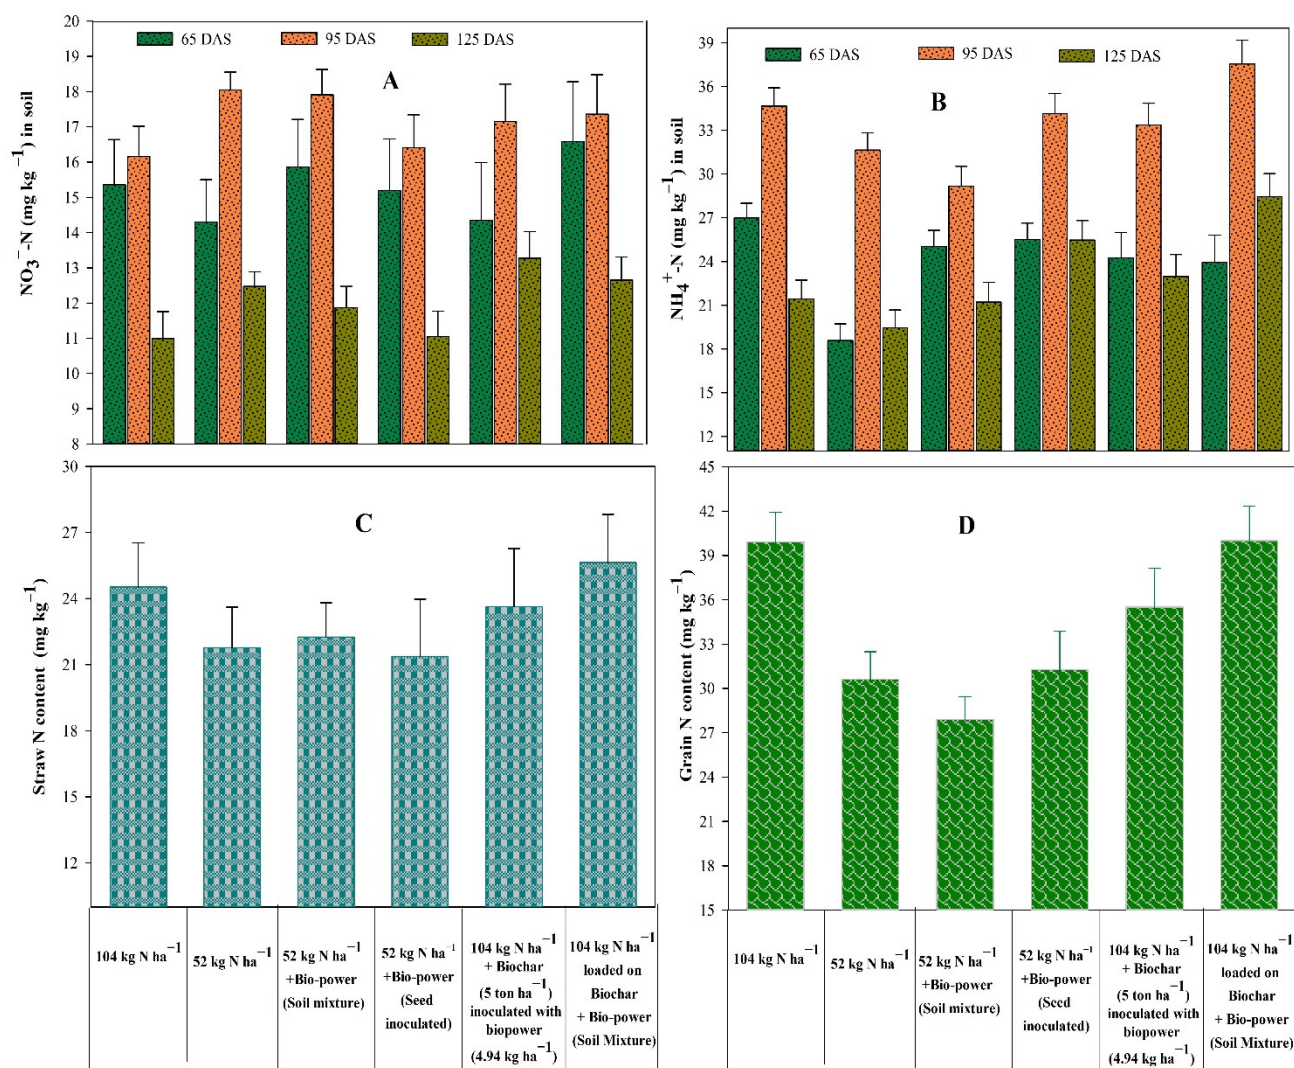 65 DAS 95 DAS 125 DAS
A
NO3−-N (mg kg−1) in soil
20
19
18
17
16
15
14
13
12
11
10
9
8
65 DAS 95 DAS 125 DAS
B
NH4+-N (mg kg−1) in soil
39
36
33
30
27
24
21
18
15
12
C
Straw N content (mg kg−1)
30
27
24
21
18
15
12
D
Grain N content (mg kg−1)
45
42
39
36
33
30
27
24
21
18
15
104 kg N ha−1
52 kg N ha−1
52 kg N ha−1
+Bio-power
(Soil mixture)
52 kg N ha−1
+Bio-power
(Seed
inoculated)
104 kg N ha−1
+ Biochar
(5 ton ha−1)
inoculated with
biopower
(4.94 kg ha−1)
104 kg N ha−1
loaded on
Biochar
+ Bio-power
(Soil Mixture)
104 kg N ha−1
52 kg N ha−1
52 kg N ha−1
+Bio-power
(Soil mixture)
52 kg N ha−1
+Bio-power
(Seed
inoculated)
104 kg N ha−1
+ Biochar
(5 ton ha−1)
inoculated with
biopower
(4.94 kg ha−1)
104 kg N ha−1
loaded on
Biochar
+ Bio-power
(Soil Mixture)